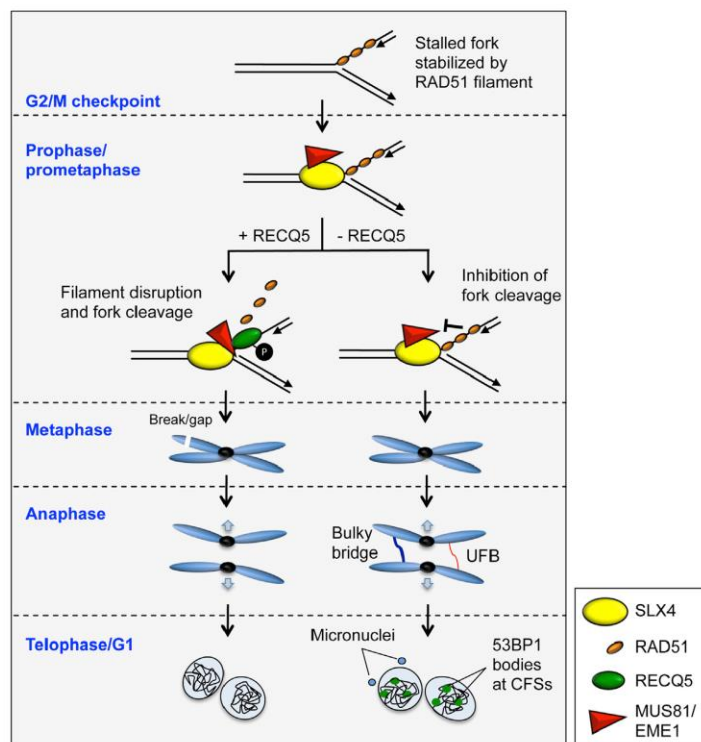 Stalled fork
stabilized by
RAD51 filament
G2/M checkpoint
Prophase/
prometaphase
+ RECQ5
- RECQ5
Filament disruption
and fork cleavage
Inhibition of
fork cleavage
P
Metaphase
Break/gap
Anaphase
Bulky
bridge
UFB
Telophase/G1
Micronuclei
53BP1
bodies
at CFSs
SLX4
RAD51
RECQ5
MUS81/
EME1